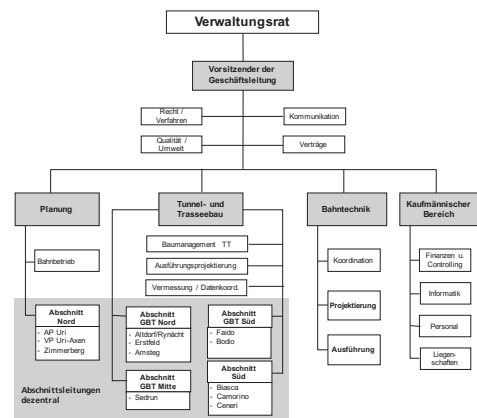 Verwaltungsrat
Vorsitzender der
Geschäftsleitung
Recht /
Verfahren
Kommunikation
Qualität /
Umwelt
Verträge
Planung
Tunnel- und
Trasseebau
Bahntechnik
Kaufmännischer
Bereich
Bahnbetrieb
Baumanagement TT
Ausführungsprojektierung
Vermessung / Datenkoord.
Koordination
Projektierung
Ausführung
Finanzen u.
Controlling
Informatik
Personal
Liegen-
schaften
Abschnitt
Nord
- AP Uri
- VP Uri-Axen
- Zimmerberg
Abschnitt
GBT Nord
- Altdorf/Rynächt
- Erstfeld
- Amsteg
Abschnitt
GBT Süd
- Faido
- Bodio
Abschnitt
GBT Mitte
- Sedrun
Abschnitt
Süd
- Biasca
- Camorino
- Ceneri
Abschnittsleitungen
dezentral